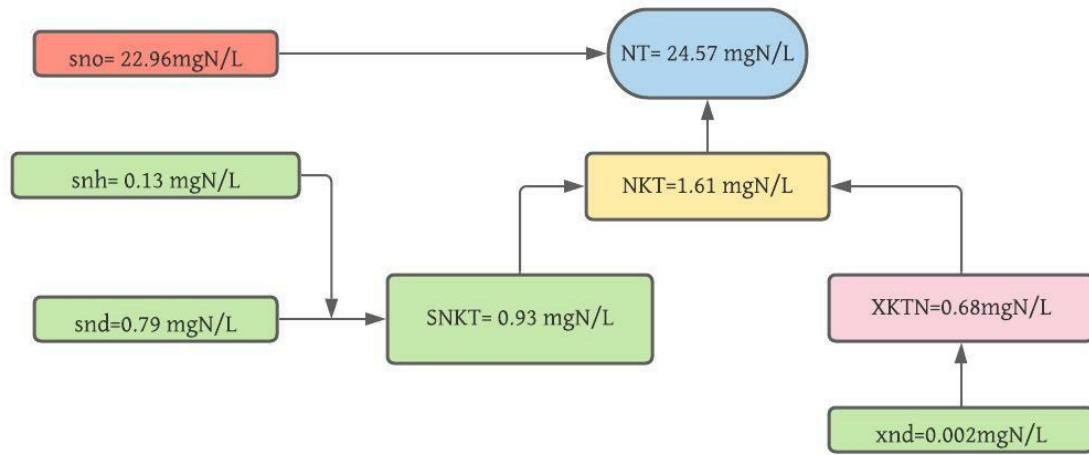 sno= 22.96mgN/L
NT= 24.57 mgN/L
snh= 0.13 mgN/L
NKT=1.61 mgN/L
snd=0.79 mgN/L
SNKT= 0.93 mgN/L
XKTN=0.68mgN/L
xnd=0.002mgN/L